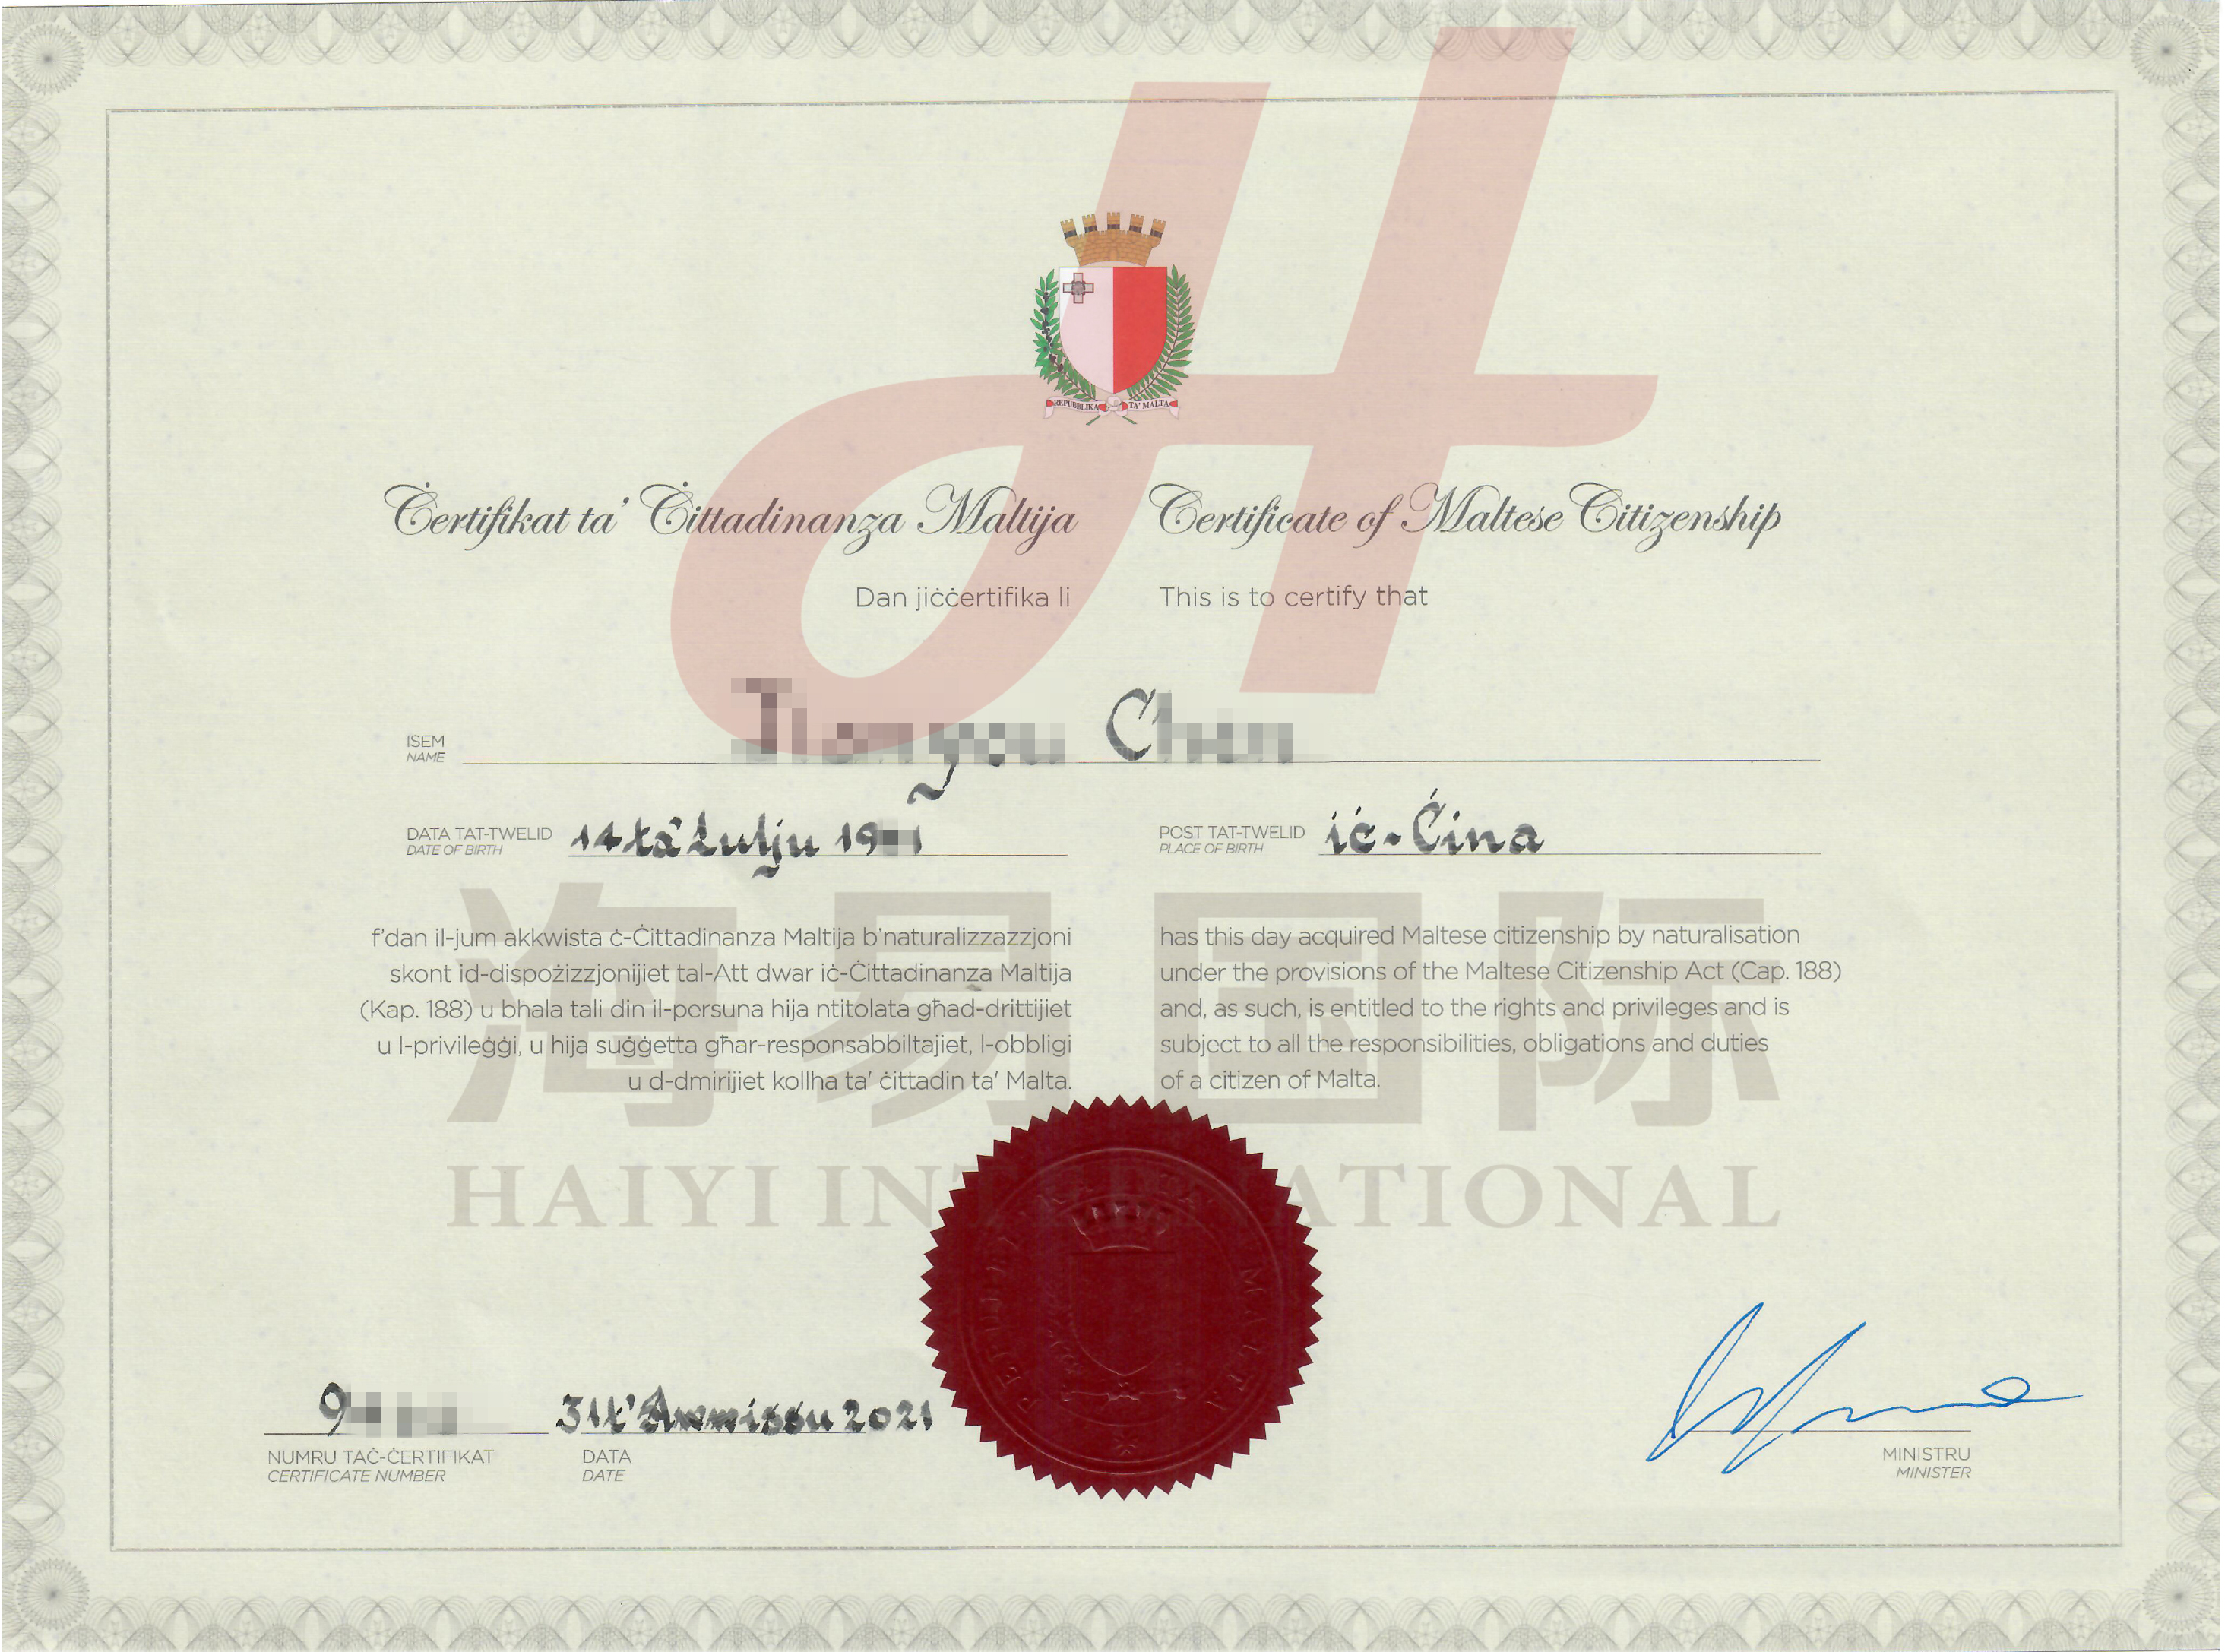 REPUBBLIKA TA' MALTA
Ċertifikat ta' Ċittadinanza Maltija
Certificate of Maltese Citizenship
Dan jiċċertifika li
This is to certify that
ISEM
NAME
DATA TAT-TWELID
DATE OF BIRTH
14 ta' Lulju
POST TAT-TWELID
PLACE OF BIRTH
iċ-Ċina
f'dan il-jum akkwista ċ-Ċittadinanza Maltija b'naturalizzazzjoni
skont id-dispożizzjonijiet tal-Att dwar iċ-Ċittadinanza Maltija
(Kap. 188) u bħala tali din il-persuna hija ntitolata għad-drittijiet
u l-privileġġi, u hija suġġetta għar-responsabbiltajiet, l-obbligi
u d-dmirijiet kollha ta' ċittadin ta' Malta.
has this day acquired Maltese citizenship by naturalisation
under the provisions of the Maltese Citizenship Act (Cap. 188)
and, as such, is entitled to the rights and privileges and is
subject to all the responsibilities, obligations and duties
of a citizen of Malta.
海易国际
HAIYI INTERNATIONAL
31 t'Awwissu 2021
NUMRU TAĊ-ĊERTIFIKAT
CERTIFICATE NUMBER
DATA
DATE
MINISTRU
MINISTER